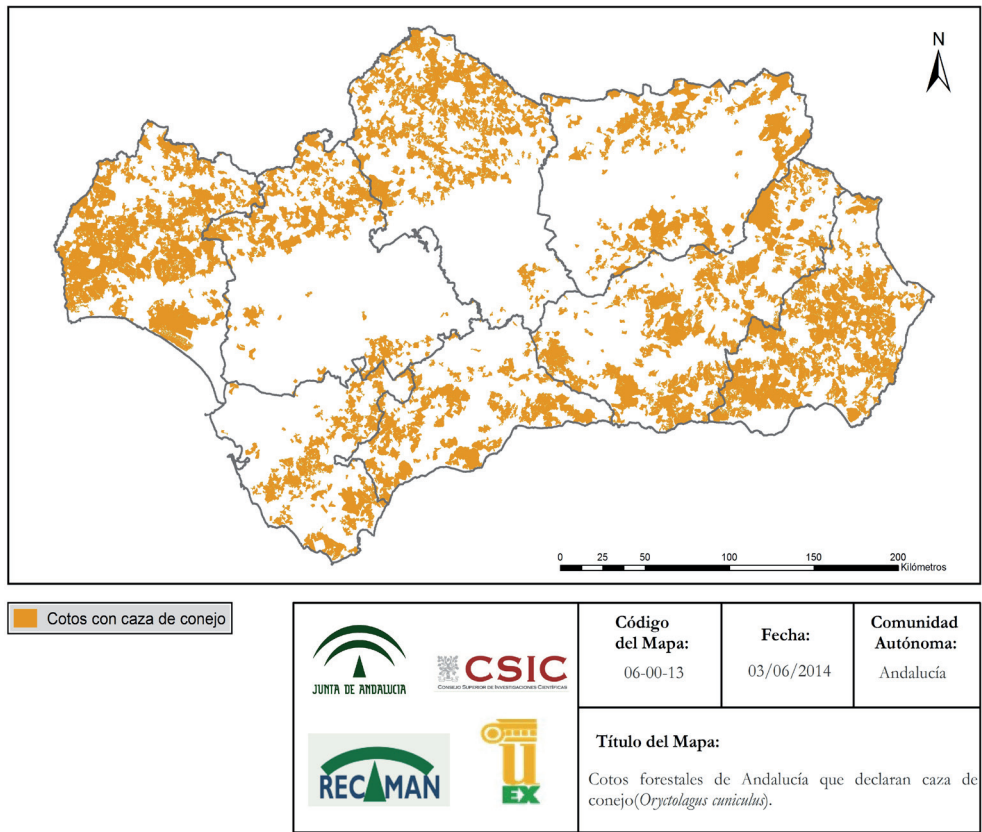 N
0 25 50 100 150 200
Kilómetros
Cotos con caza de conejo
JUNTA DE ANDALUCIA
CSIC
CONSEJO SUPERIOR DE INVESTIGACIONES CIENTÍFICAS
RECAMAN
U
EX
Código
del Mapa:
06-00-13
Fecha:
03/06/2014
Comunidad
Autónoma:
Andalucía
Título del Mapa:
Cotos forestales de Andalucía que declaran caza de
conejo(Oryctolagus cuniculus).